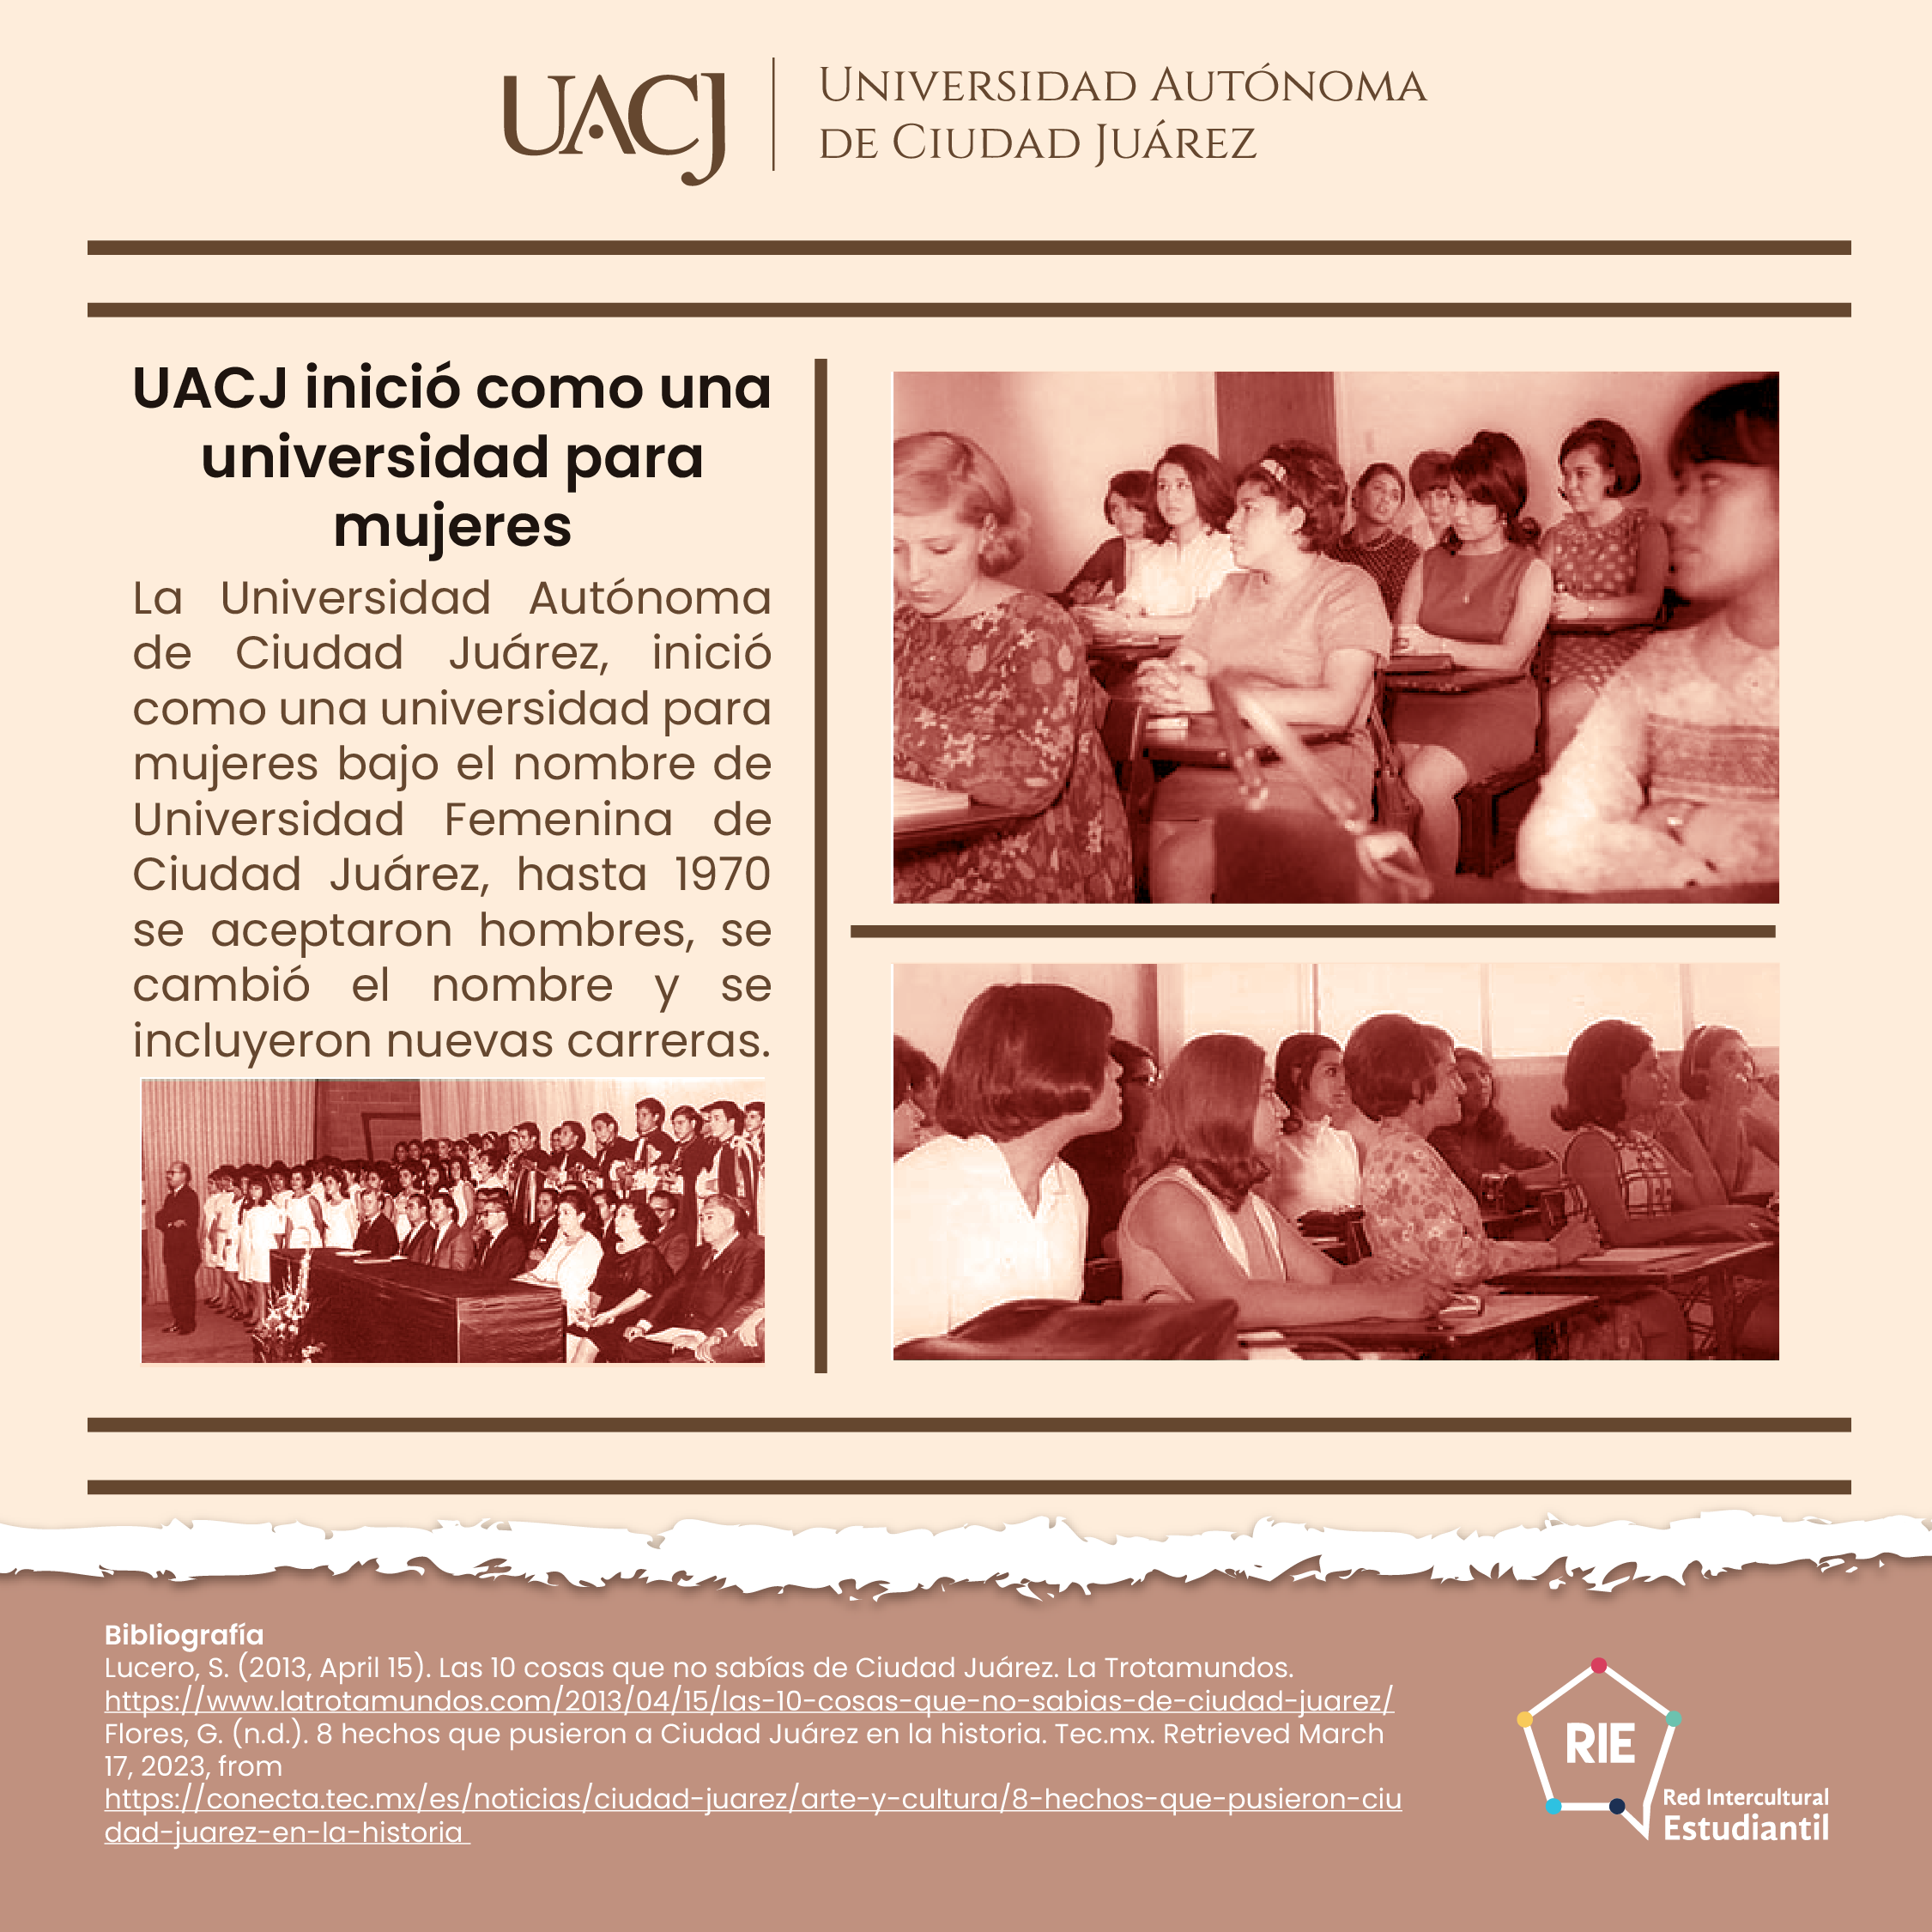 UACJ
UNIVERSIDAD AUTÓNOMA
DE CIUDAD JUÁREZ
UACJ inició como una
universidad para
mujeres
La Universidad Autónoma
de Ciudad Juárez, inició
como una universidad para
mujeres bajo el nombre de
Universidad Femenina de
Ciudad Juárez, hasta 1970
se aceptaron hombres, se
cambió el nombre y se
incluyeron nuevas carreras.
Bibliografía
Lucero, S. (2013, April 15). Las 10 cosas que no sabías de Ciudad Juárez. La Trotamundos.
https://www.latrotamundos.com/2013/04/15/las-10-cosas-que-no-sabias-de-ciudad-juarez/
Flores, G. (n.d.). 8 hechos que pusieron a Ciudad Juárez en la historia. Tec.mx. Retrieved March
17, 2023, from
https://conecta.tec.mx/es/noticias/ciudad-juarez/arte-y-cultura/8-hechos-que-pusieron-ciu
dad-juarez-en-la-historia
RIE
Red Intercultural
Estudiantil